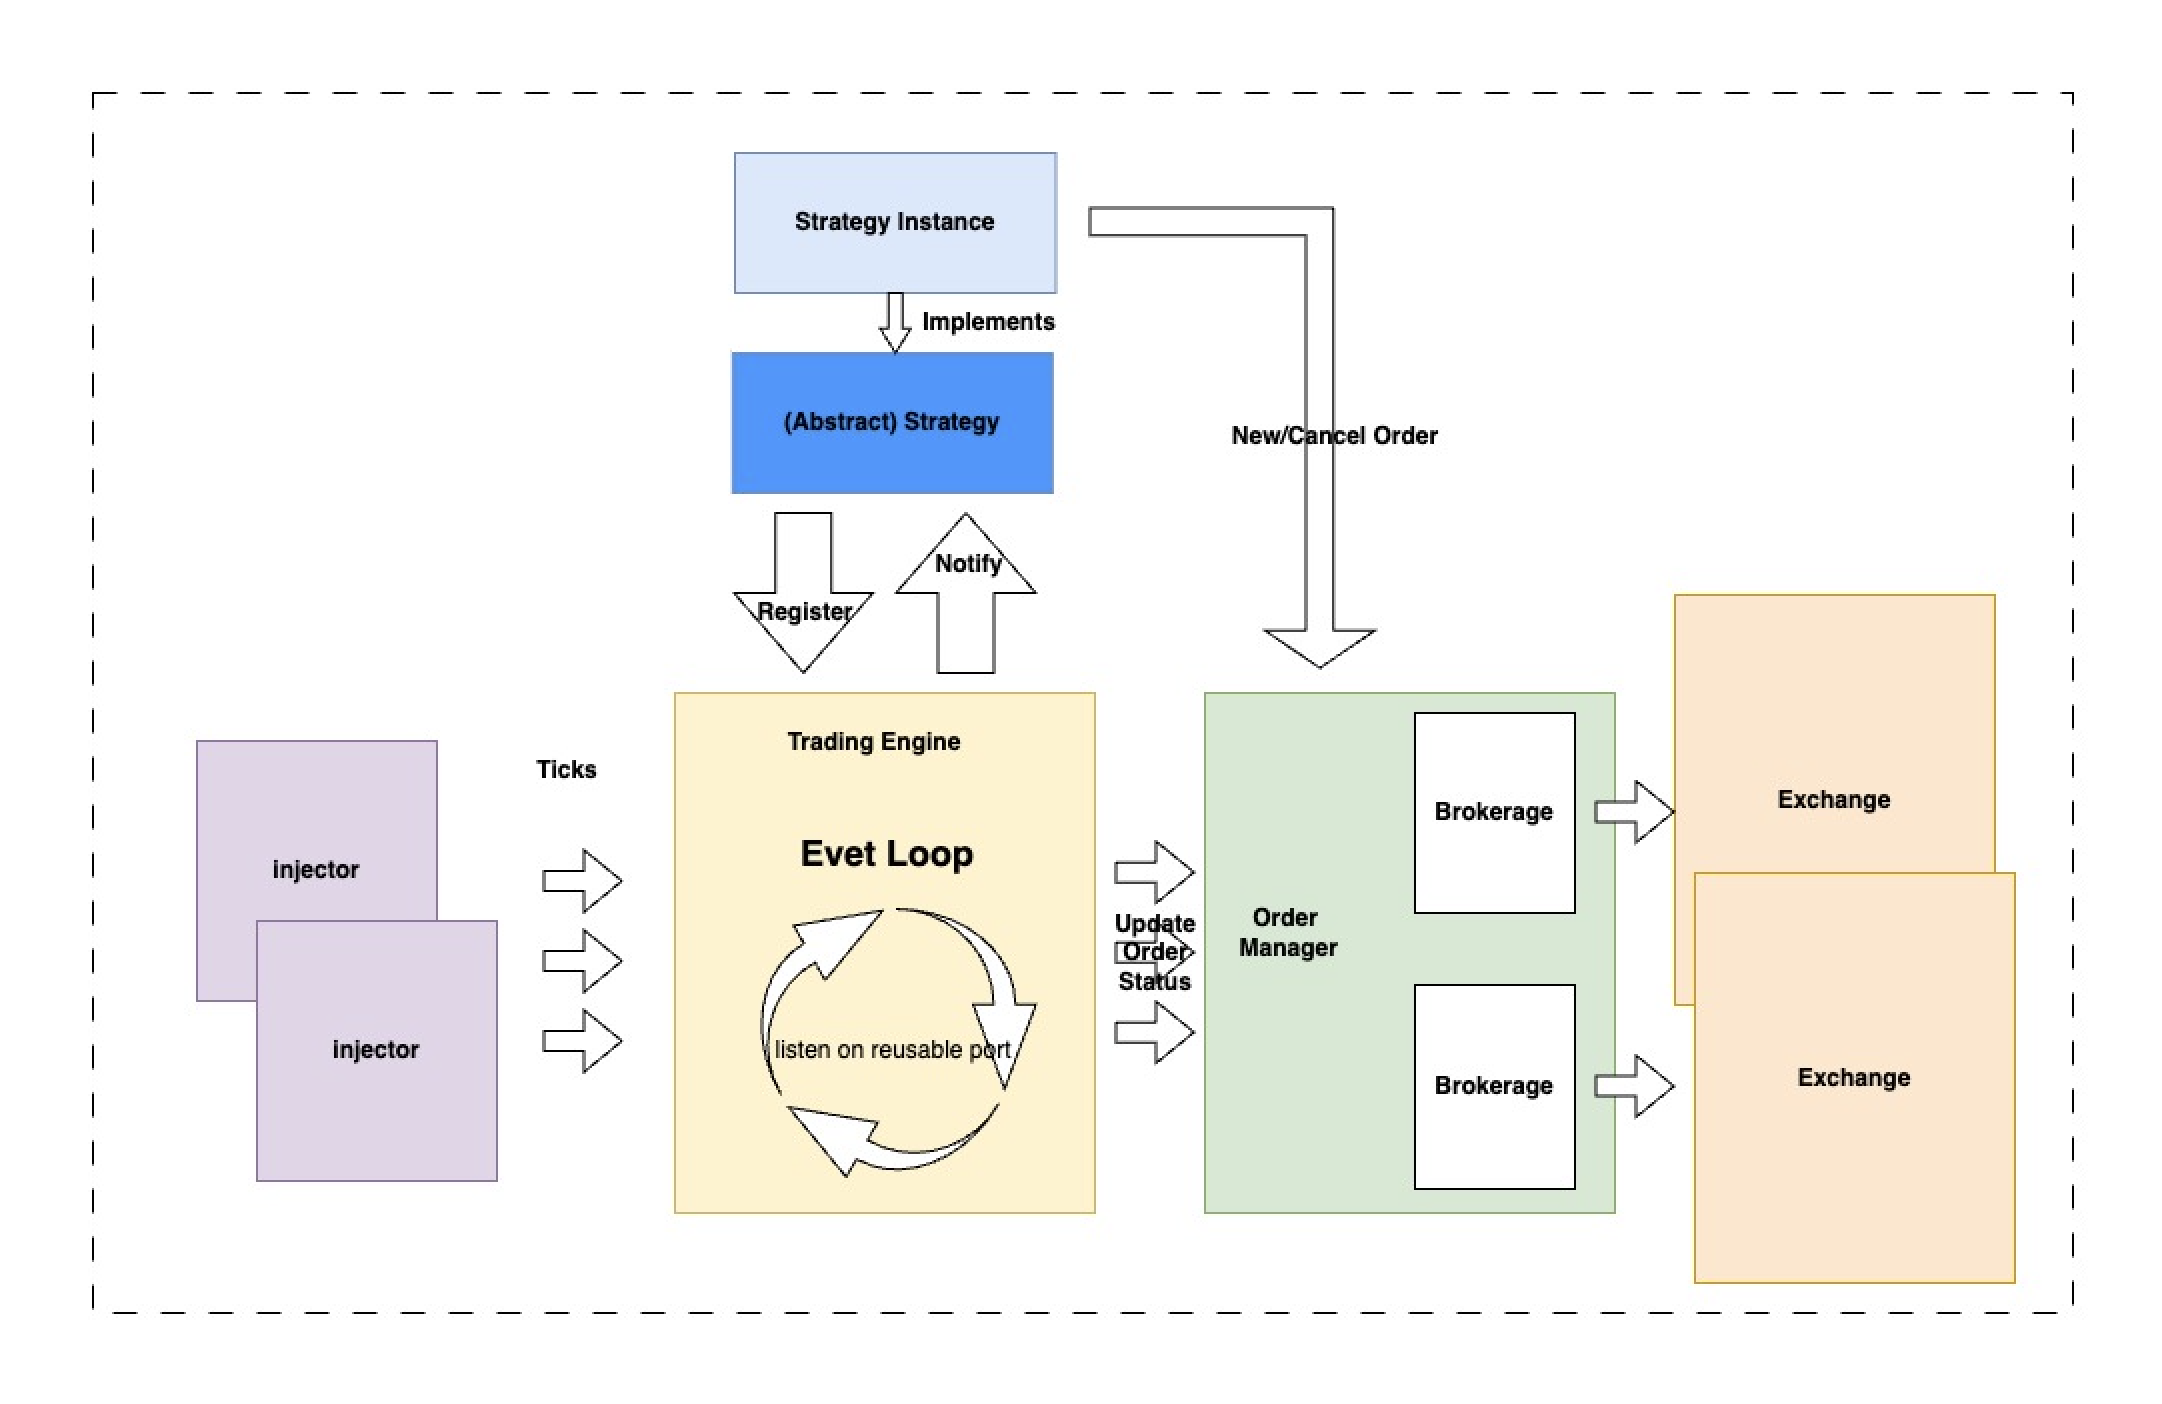 Strategy Instance
Implements
(Abstract) Strategy
New/Cancel Order
Notify
Register
Trading Engine
Ticks
Evet Loop
listen on reusable port
injector
injector
Update
Order
Status
Order
Manager
Brokerage
Brokerage
Exchange
Exchange